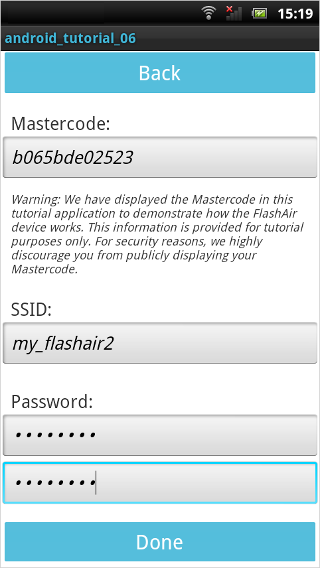 15:19
android_tutorial_06
Back
Mastercode:
b065bde02523
Warning: We have displayed the Mastercode in this
tutorial application to demonstrate how the FlashAir
device works. This information is provided for tutorial
purposes only. For security reasons, we highly
discourage you from publicly displaying your
Mastercode.
SSID:
my_flashair2
Password:
••••••••
••••••••
Done